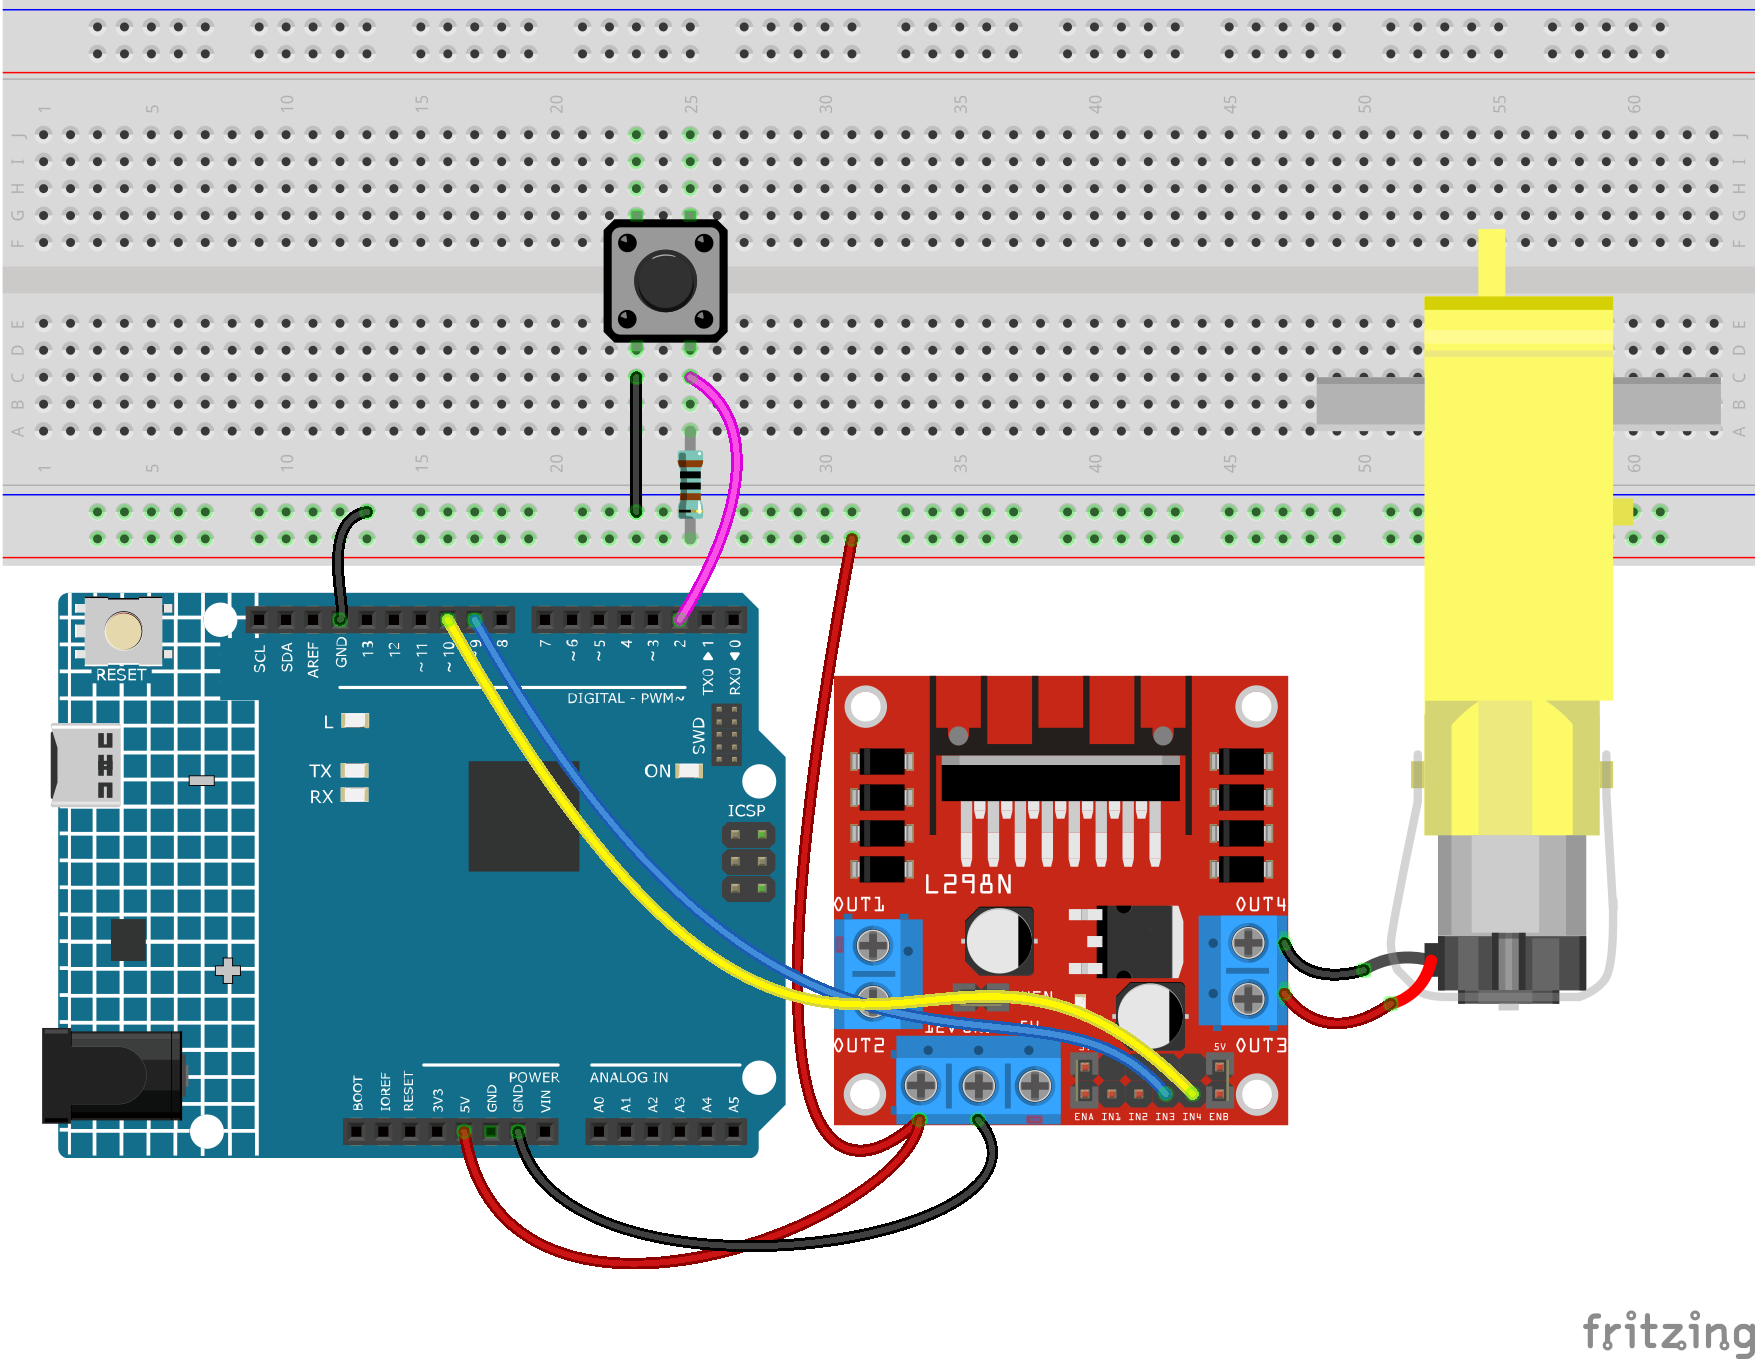 1 5 10 15 20 25 30 35 40 45 50 55 60
J J
I I
H H
G G
F F
E E
D D
C C
B B
A A
1 5 10 15 20 30 35 40 45 50 60
RESET
SCL SDA AREF GND 13 12 ~11 ~10 9 8 7 ~6 ~5 4 ~3 2 TX0▶1 RX0◀0
DIGITAL - PWM~
L
SWD
TX
ON
RX
ICSP
L298N
OUT1 OUT4
OUT2 OUT3
12V
5V
ENA IN1 IN2 IN3 IN4 ENB
POWER ANALOG IN
BOOT IOREF RESET 3V3 5V GND GND VIN A0 A1 A2 A3 A4 A5
fritzing